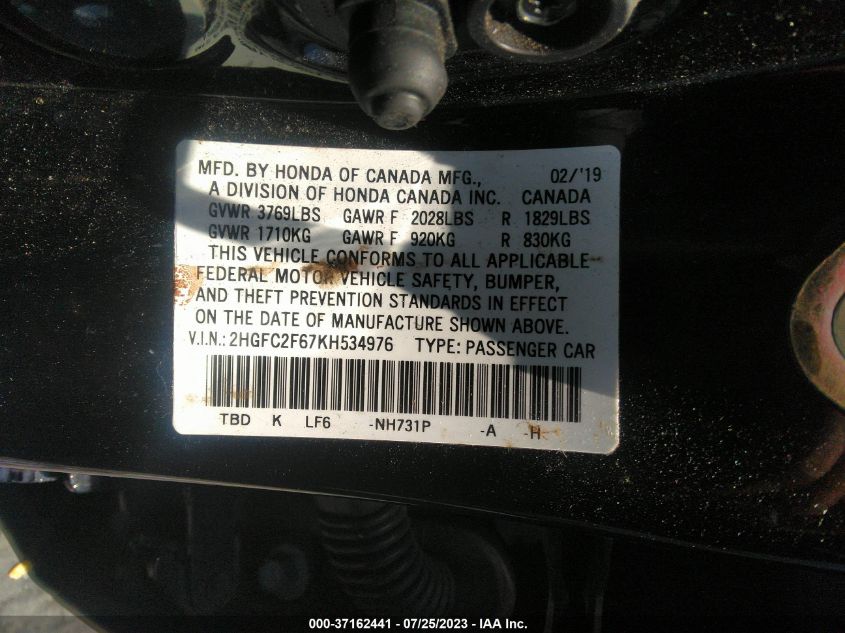 MFD. BY HONDA OF CANADA MFG., 02/'19
A DIVISION OF HONDA CANADA INC. CANADA
GVWR 3769LBS GAWR F 2028LBS R 1829LBS
GVWR 1710KG GAWR F 920KG R 830KG
THIS VEHICLE CONFORMS TO ALL APPLICABLE
FEDERAL MOTOR VEHICLE SAFETY, BUMPER,
AND THEFT PREVENTION STANDARDS IN EFFECT
ON THE DATE OF MANUFACTURE SHOWN ABOVE.
V.I.N.: 2HGFC2F67KH534976 TYPE: PASSENGER CAR
TBD K LF6 -NH731P -A -H
000-37162441 / 07/25/2023 - IAA Inc.